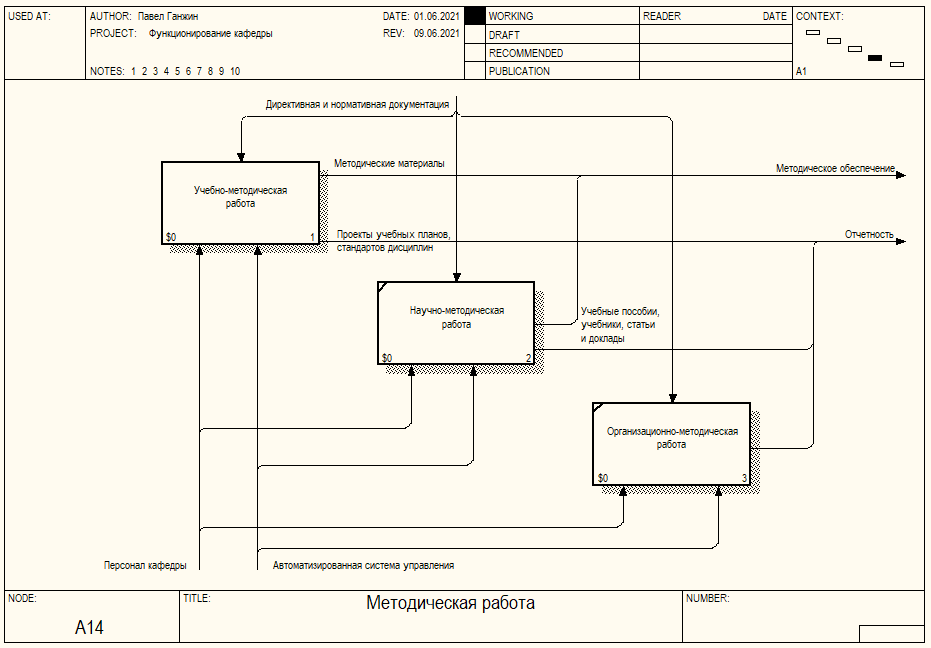 USED AT:
AUTHOR: Павел Ганжин
DATE: 01.06.2021
PROJECT: Функционирование кафедры
REV: 09.06.2021
NOTES: 1 2 3 4 5 6 7 8 9 10
WORKING
DRAFT
RECOMMENDED
PUBLICATION
READER DATE
CONTEXT:
A1
Директивная и нормативная документация
Методические материалы
Методическое обеспечение
Учебно-методическая
работа
$0 1
Проекты учебных планов,
стандартов дисциплин
Отчетность
Научно-методическая
работа
$0 2
Учебные пособии,
учебники, статьи
и доклады
Организационно-методическая
работа
$0 3
Персонал кафедры
Автоматизированная система управления
NODE:
A14
TITLE:
Методическая работа
NUMBER: